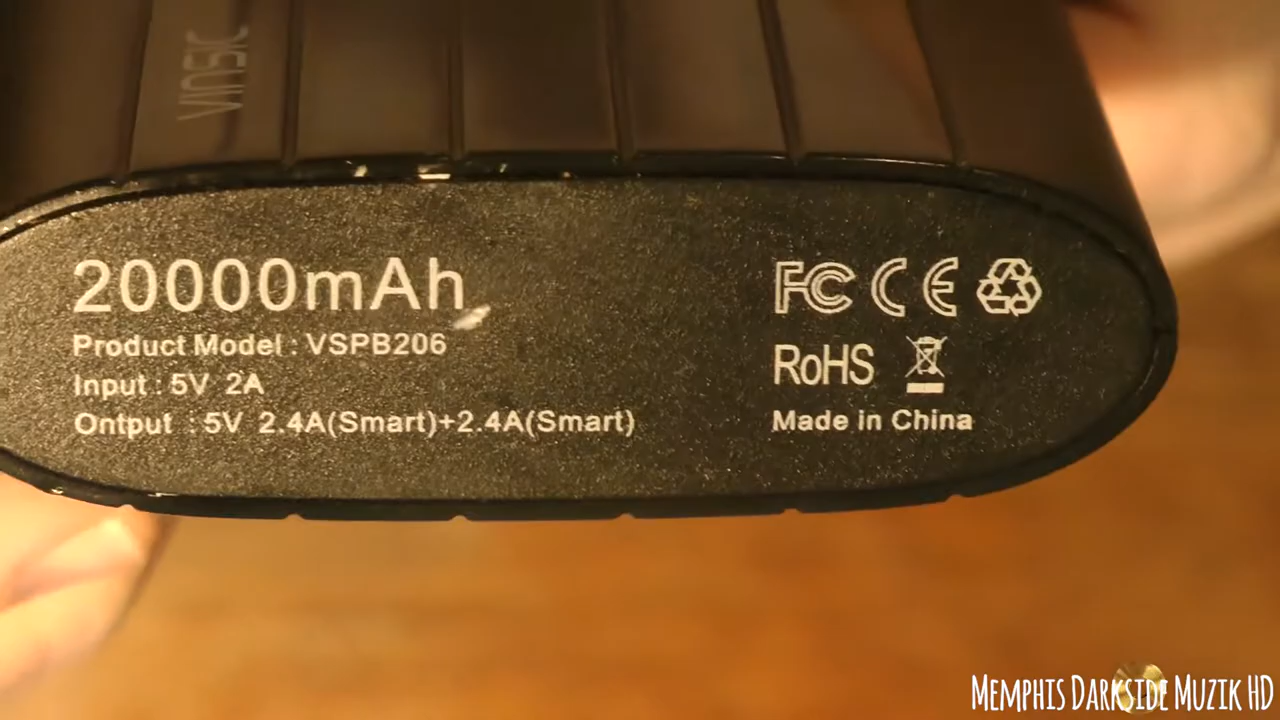 VINSIC
20000mAh
Product Model : VSPB206
Input : 5V 2A
Ontput : 5V 2.4A(Smart)+2.4A(Smart)
FC CE
RoHS
Made in China
Memphis Darkside Muzik HD